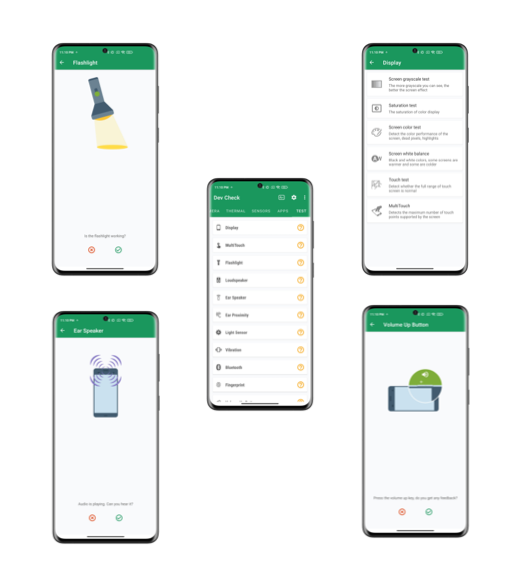 Flashlight
Is the flashlight working?
Display
Screen grayscale test
The more grayscale you can see, the
better the screen effect
Saturation test
The saturation of color display
Screen color test
Detect the color performance of the
screen, dead pixels, highlights
Screen white balance
Black and white colors, some screens are
warmer and some are colder
Touch test
Detect whether the full range of touch
screen is normal
MultiTouch
Detects the maximum number of touch
points supported by the screen
Dev Check
THERMAL SENSORS APPS TEST
Display
MultiTouch
Flashlight
Loudspeaker
Ear Speaker
Ear Proximity
Light Sensor
Vibration
Bluetooth
Fingerprint
Ear Speaker
Audio is playing. Can you hear it?
Volume Up Button
Press the volume up key, do you get any feedback?